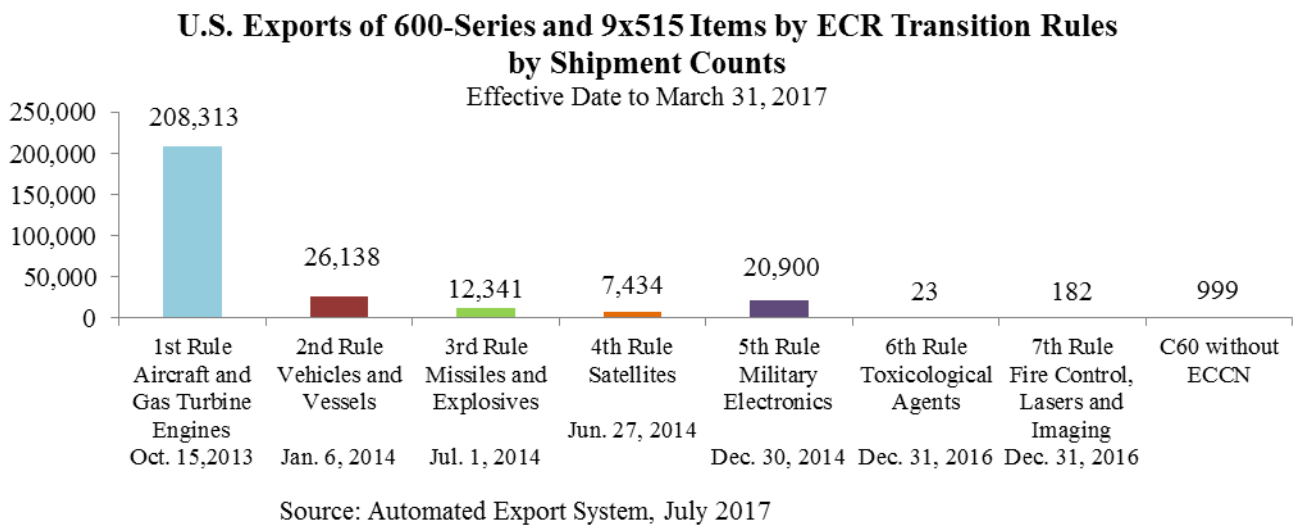 U.S. Exports of 600-Series and 9x515 Items by ECR Transition Rules
by Shipment Counts
Effective Date to March 31, 2017
250,000
200,000
150,000
100,000
50,000
0
208,313
26,138
12,341
7,434
20,900
23
182
999
1st Rule
Aircraft and
Gas Turbine
Engines
Oct. 15,2013
2nd Rule
Vehicles and
Vessels
Jan. 6, 2014
3rd Rule
Missiles and
Explosives
Jul. 1, 2014
4th Rule
Satellites
Jun. 27, 2014
5th Rule
Military
Electronics
Dec. 30, 2014
6th Rule
Toxicological
Agents
Dec. 31, 2016
7th Rule
Fire Control,
Lasers and
Imaging
Dec. 31, 2016
C60 without
ECCN
Source: Automated Export System, July 2017